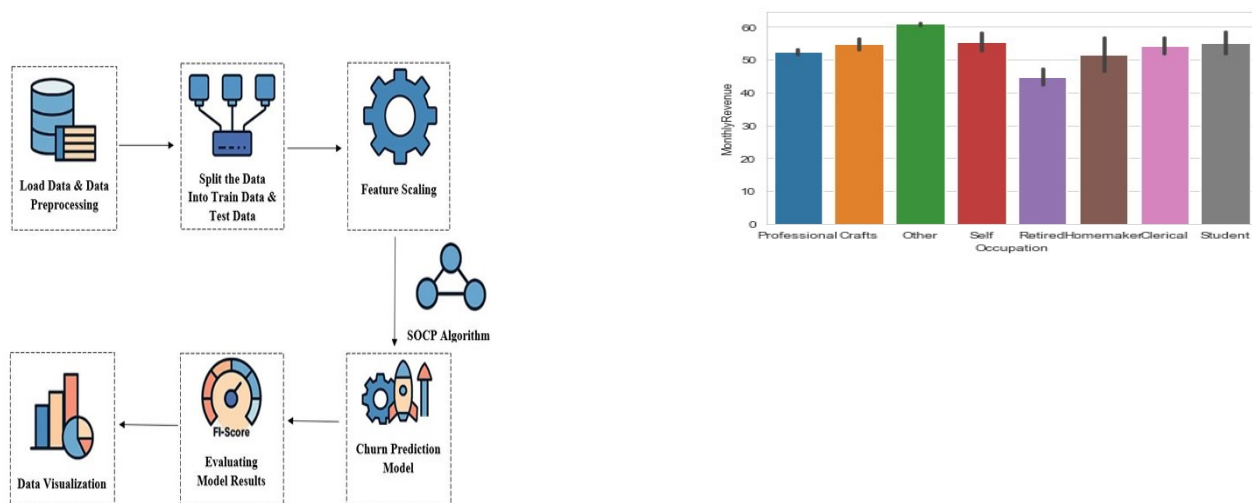 Load Data & Data
Preprocessing
Split the Data
Into Train Data &
Test Data
Feature Scaling
SOCP Algorithm
Churn Prediction
Model
FI-Score
Evaluating
Model Results
Data Visualization
MonthlyRevenue
60
50
40
30
20
10
0
Professional Crafts Other Self Retired Homemaker Clerical Student
Occupation